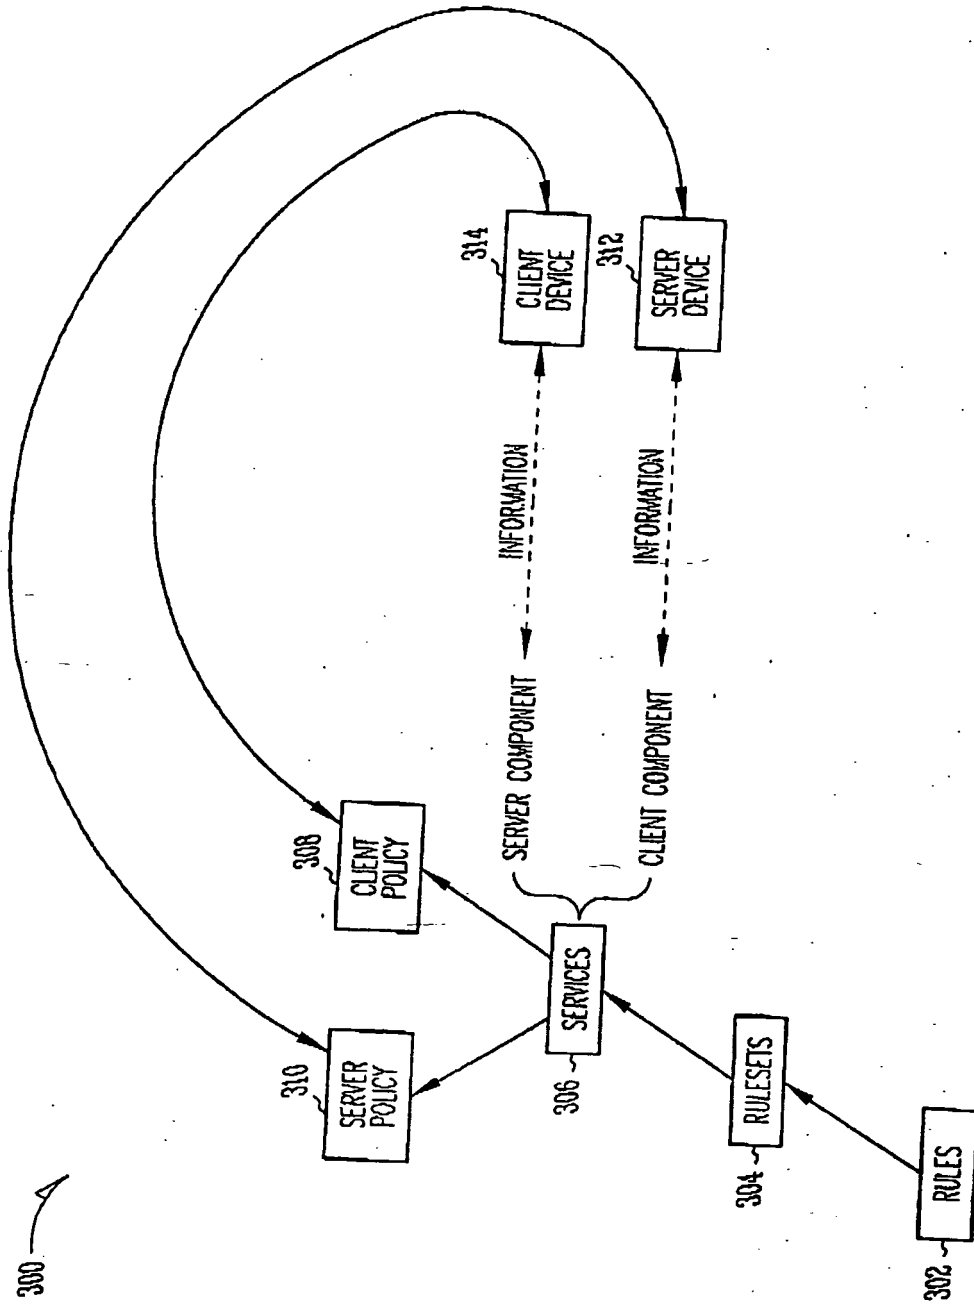 300
310
SERVER
POLICY
308
CLIENT
POLICY
314
CLIENT
DEVICE
312
SERVER
DEVICE
306
SERVICES
SERVER COMPONENT
INFORMATION
CLIENT COMPONENT
INFORMATION
304
RULESETS
302
RULES